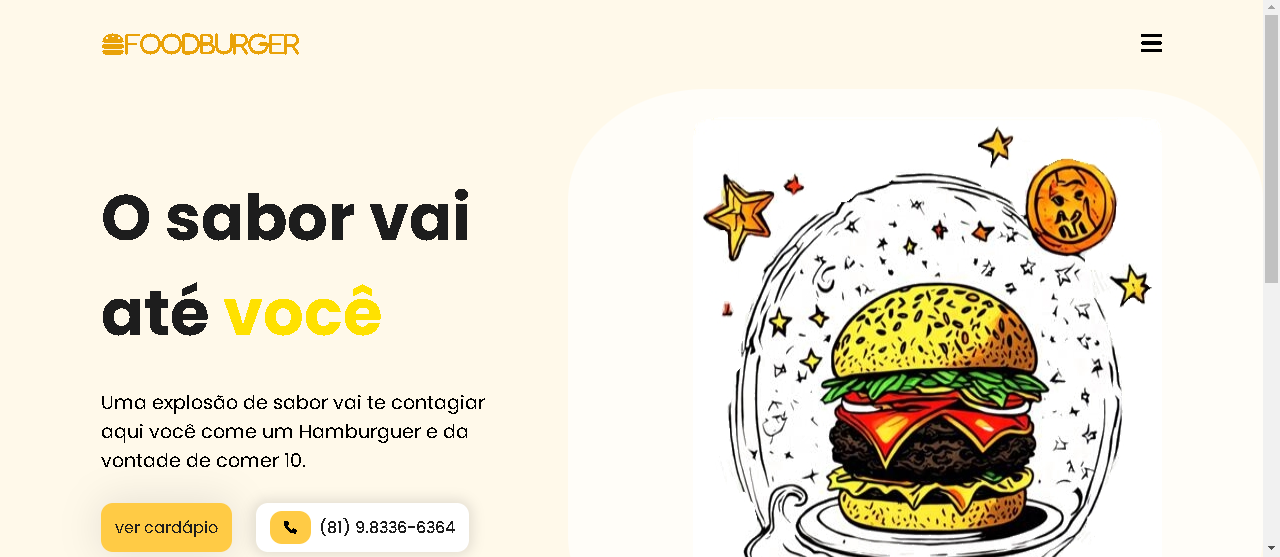 FOODBURGER
O sabor vai
até você
Uma explosão de sabor vai te contagiar
aqui você come um Hamburguer e da
vontade de comer 10.
ver cardápio
(81) 9.8336-6364